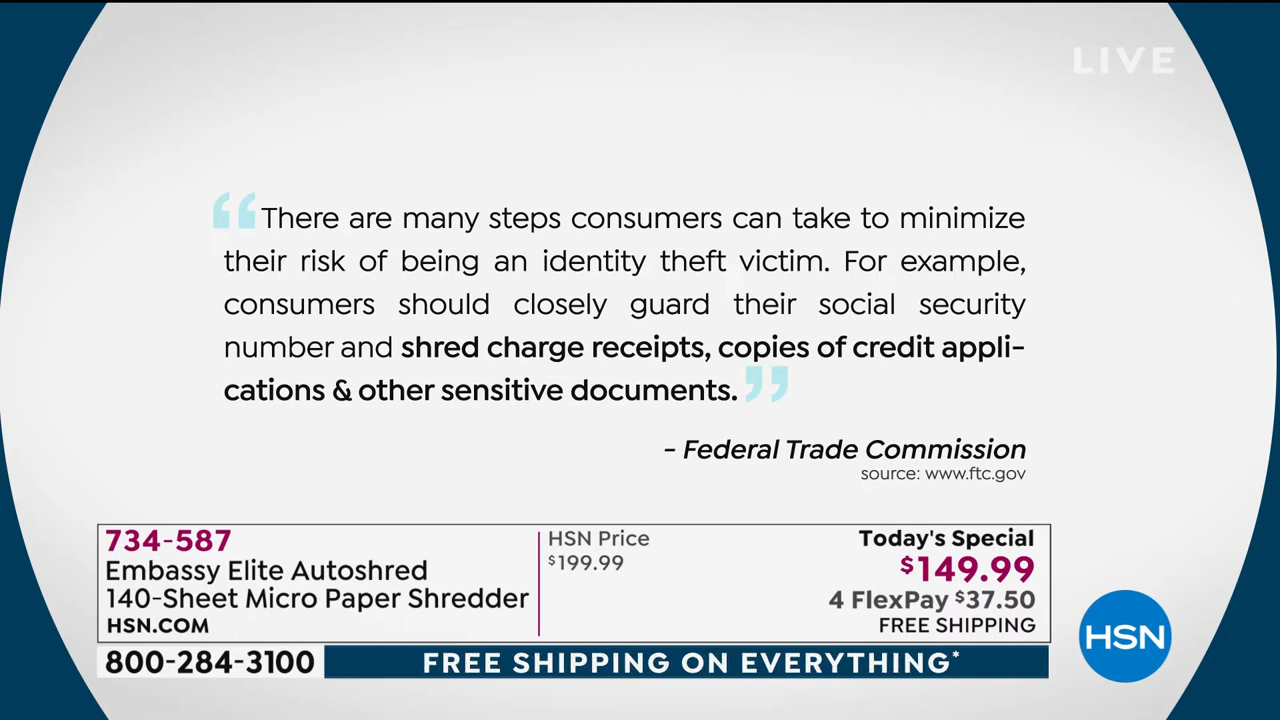 LIVE
“There are many steps consumers can take to minimize
their risk of being an identity theft victim. For example,
consumers should closely guard their social security
number and shred charge receipts, copies of credit appli-
cations & other sensitive documents.”
– Federal Trade Commission
source: www.ftc.gov
734-587
Embassy Elite Autoshred
140-Sheet Micro Paper Shredder
HSN.COM
HSN Price
$199.99
Today's Special
$149.99
4 FlexPay $37.50
FREE SHIPPING
800-284-3100
FREE SHIPPING ON EVERYTHING*
HSN